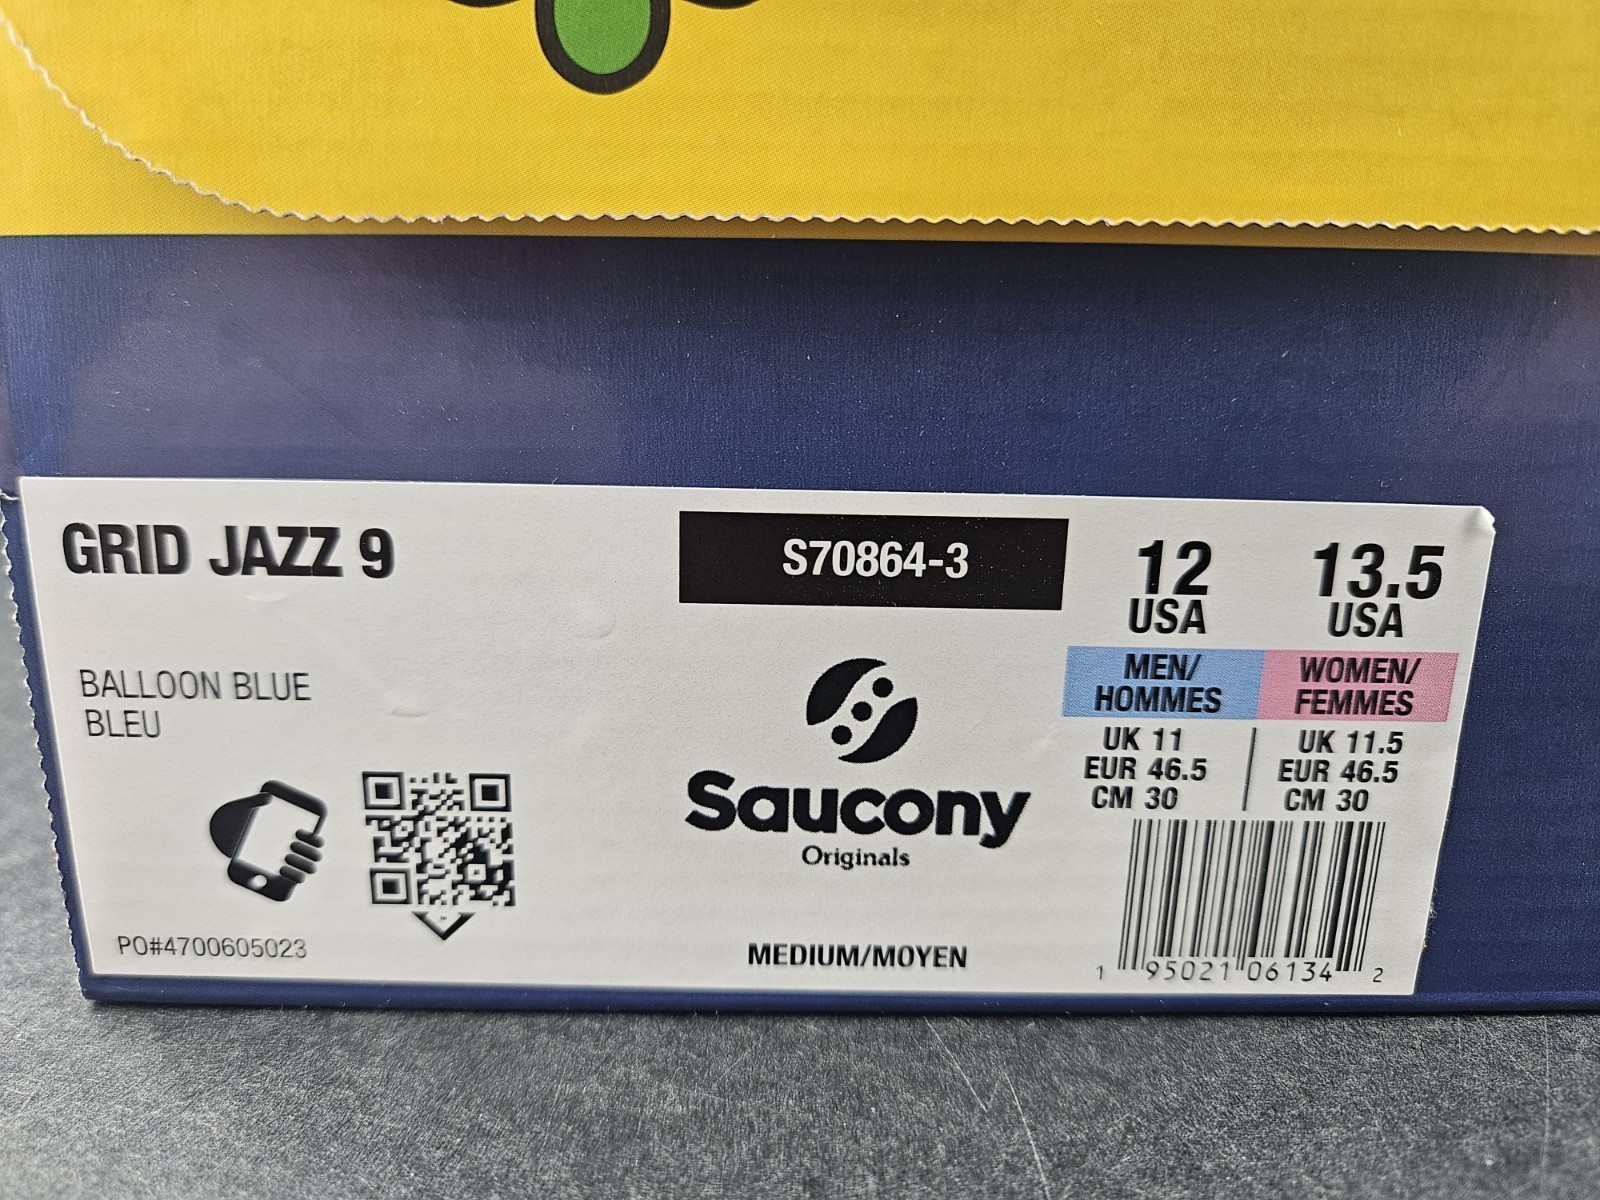 GRID JAZZ 9
S70864-3
BALLOON BLUE
BLEU
PO#4700605023
Saucony
Originals
MEDIUM/MOYEN
12
USA
MEN/
HOMMES
UK 11
EUR 46.5
CM 30
13.5
USA
WOMEN/
FEMMES
UK 11.5
EUR 46.5
CM 30
1 95021 06134 2